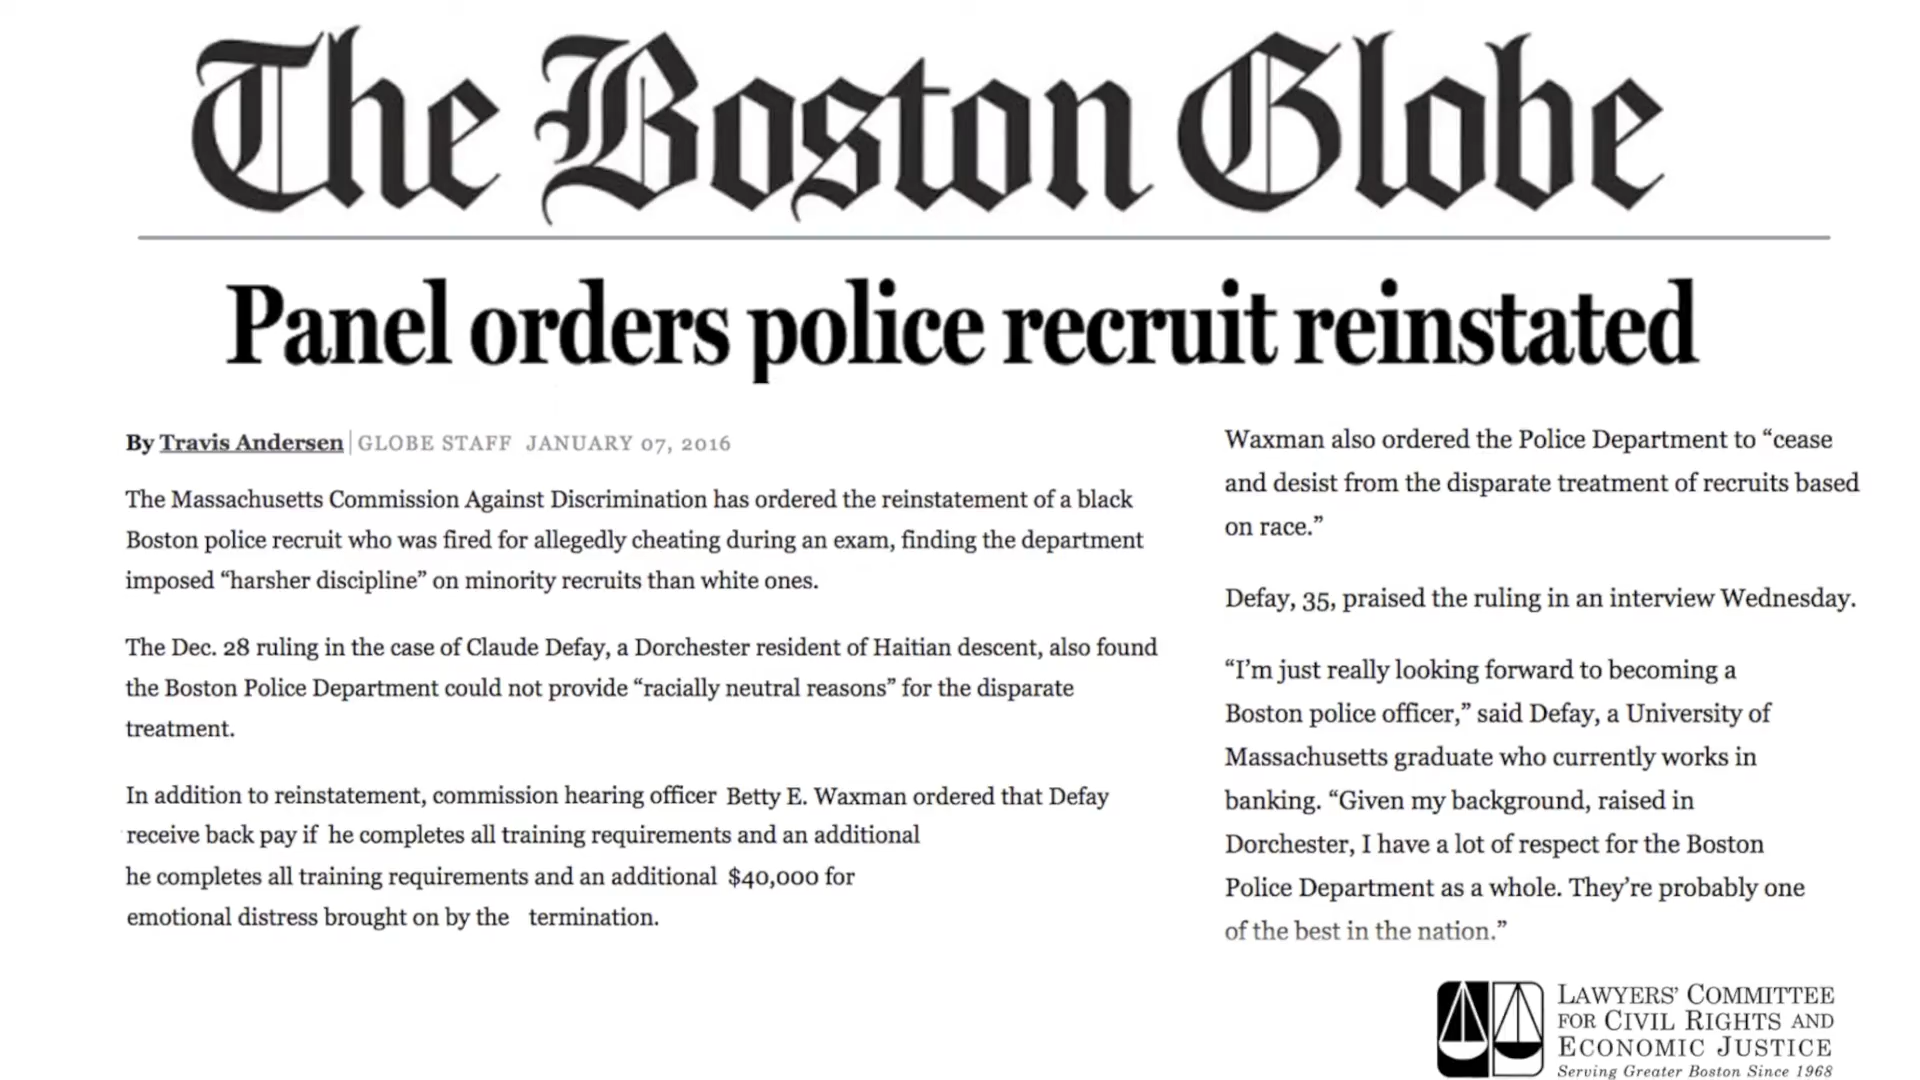 The Boston Globe
Panel orders police recruit reinstated
By Travis Andersen | GLOBE STAFF JANUARY 07, 2016
The Massachusetts Commission Against Discrimination has ordered the reinstatement of a black
Boston police recruit who was fired for allegedly cheating during an exam, finding the department
imposed “harsher discipline” on minority recruits than white ones.
The Dec. 28 ruling in the case of Claude Defay, a Dorchester resident of Haitian descent, also found
the Boston Police Department could not provide “racially neutral reasons” for the disparate
treatment.
In addition to reinstatement, commission hearing officer Betty E. Waxman ordered that Defay
receive back pay if he completes all training requirements and an additional
he completes all training requirements and an additional $40,000 for
emotional distress brought on by the termination.
Waxman also ordered the Police Department to “cease
and desist from the disparate treatment of recruits based
on race.”
Defay, 35, praised the ruling in an interview Wednesday.
“I’m just really looking forward to becoming a
Boston police officer,” said Defay, a University of
Massachusetts graduate who currently works in
banking. “Given my background, raised in
Dorchester, I have a lot of respect for the Boston
Police Department as a whole. They’re probably one
of the best in the nation.”
LAWYERS’ COMMITTEE
FOR CIVIL RIGHTS AND
ECONOMIC JUSTICE
Serving Greater Boston Since 1968